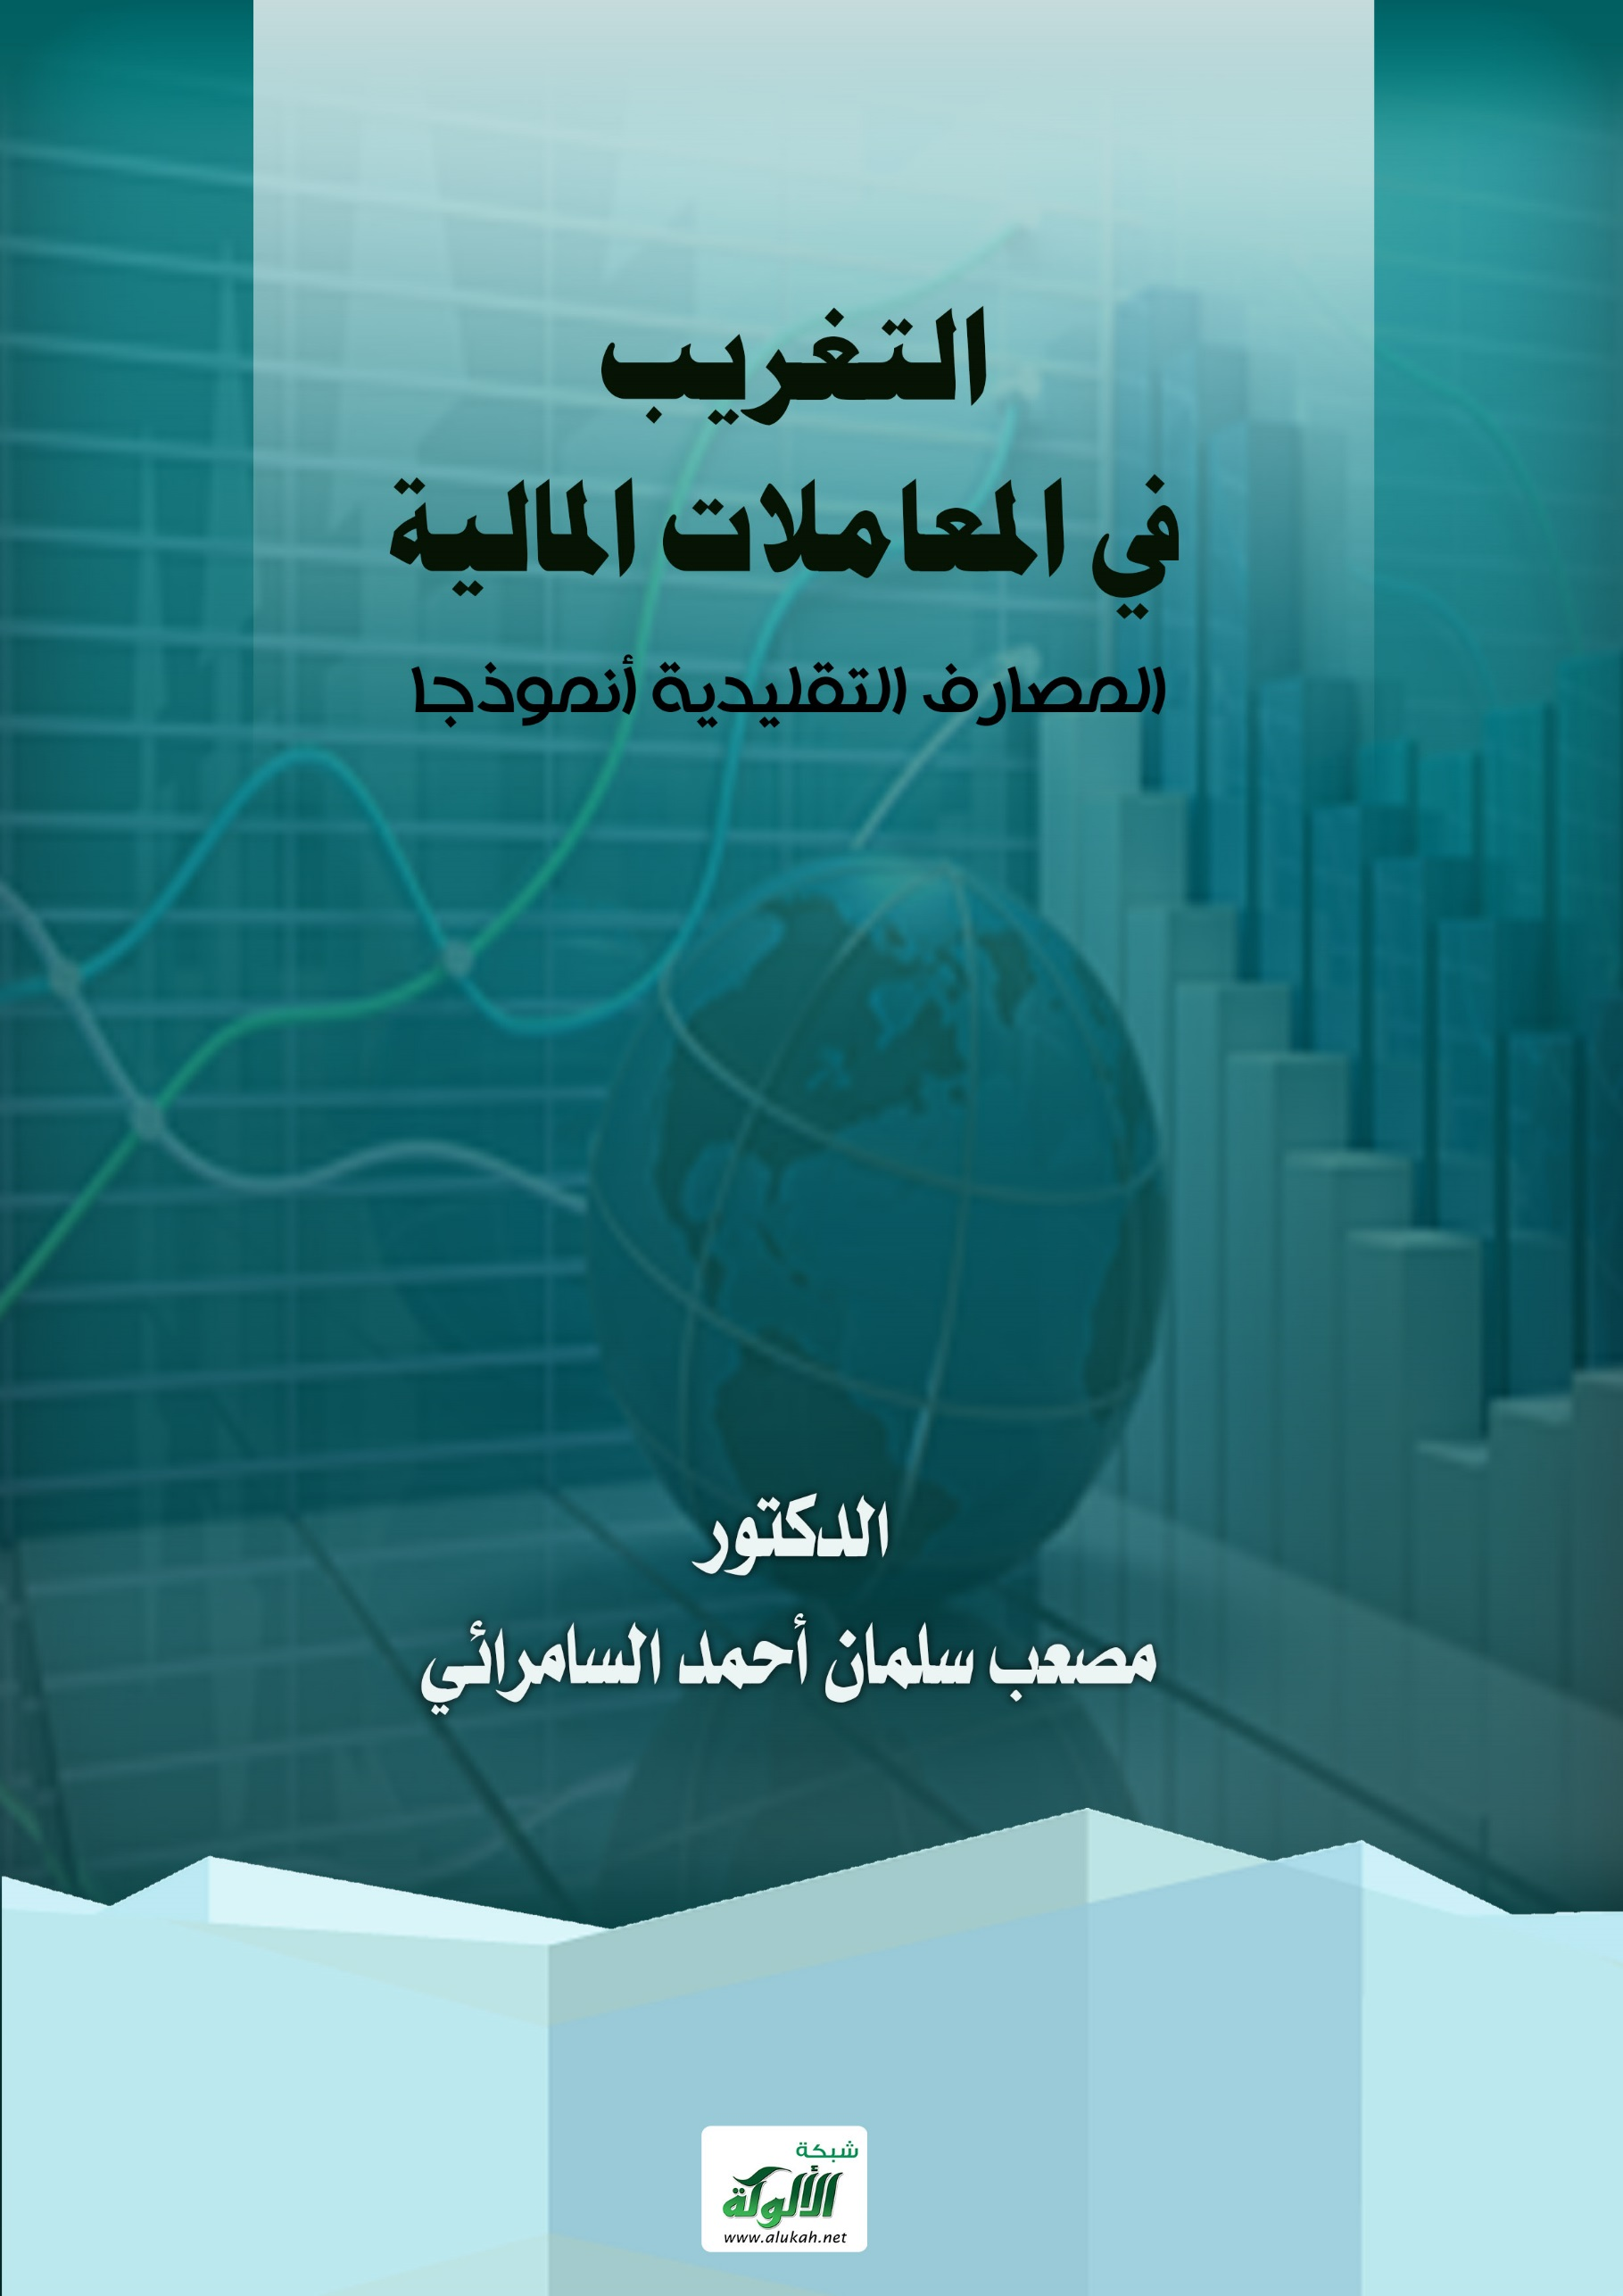 التغريب
في المعاملات المالية
المصارف التقليدية أنموذجا
الدكتور
مصعب سلمان أحمد السامرائي
شبكة
الألوكة
www.alukah.net